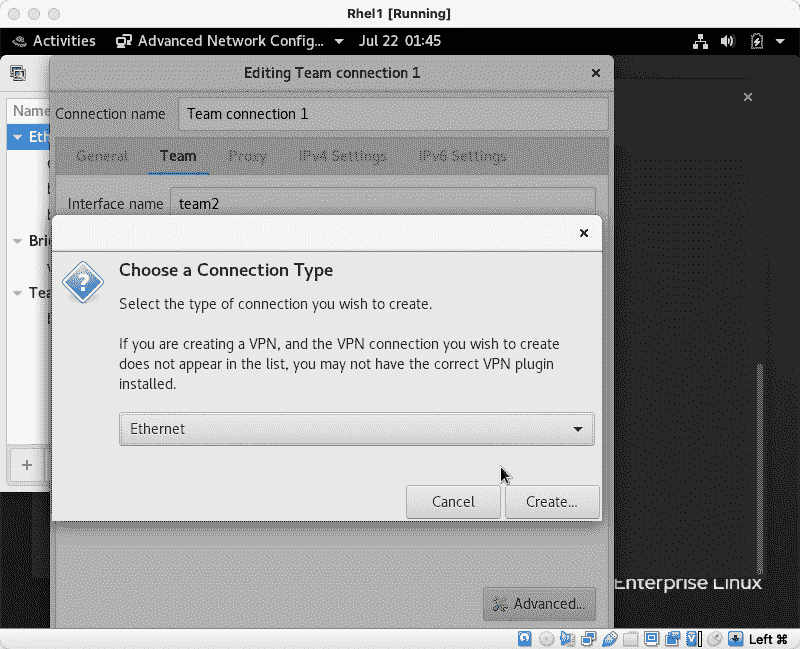 Rhel1 [Running]
Activities
Advanced Network Config...
Jul 22 01:45
Editing Team connection 1
Name
Connection name
Team connection 1
General
Team
Proxy
IPv4 Settings
IPv6 Settings
Interface name
team2
Choose a Connection Type
Select the type of connection you wish to create.
If you are creating a VPN, and the VPN connection you wish to create
does not appear in the list, you may not have the correct VPN plugin
installed.
Ethernet
Cancel
Create...
Enterprise Linux
Advanced...
Left ⌘